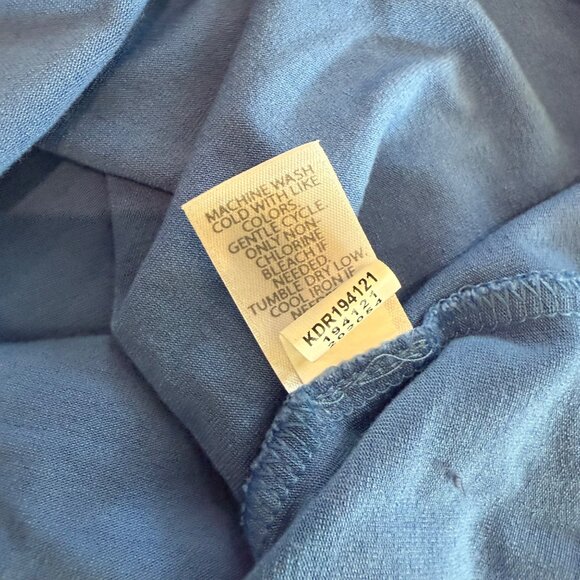 MACHINE WASH
COLD WITH LIKE
COLORS
GENTLE CYCLE.
ONLY NON-
CHLORINE
BLEACH IF
NEEDED.
TUMBLE DRY LOW.
COOL IRON IF
KDR194121
194121